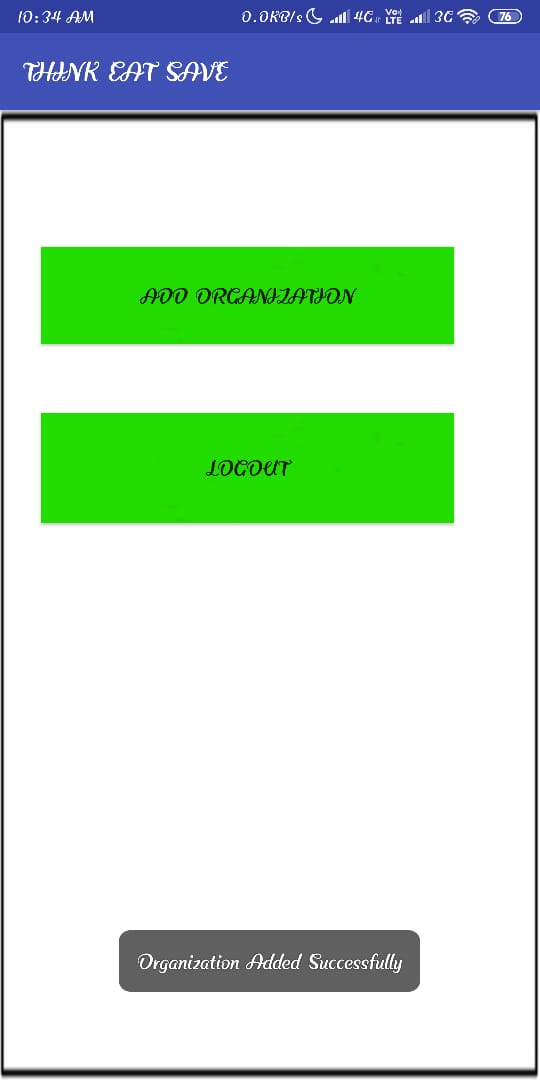 10:34 AM 0.0KB/s 4G Vo)) LTE 3G 76
THINK EAT SAVE
ADD ORGANIZATION
LOGOUT
Organization Added Successfully